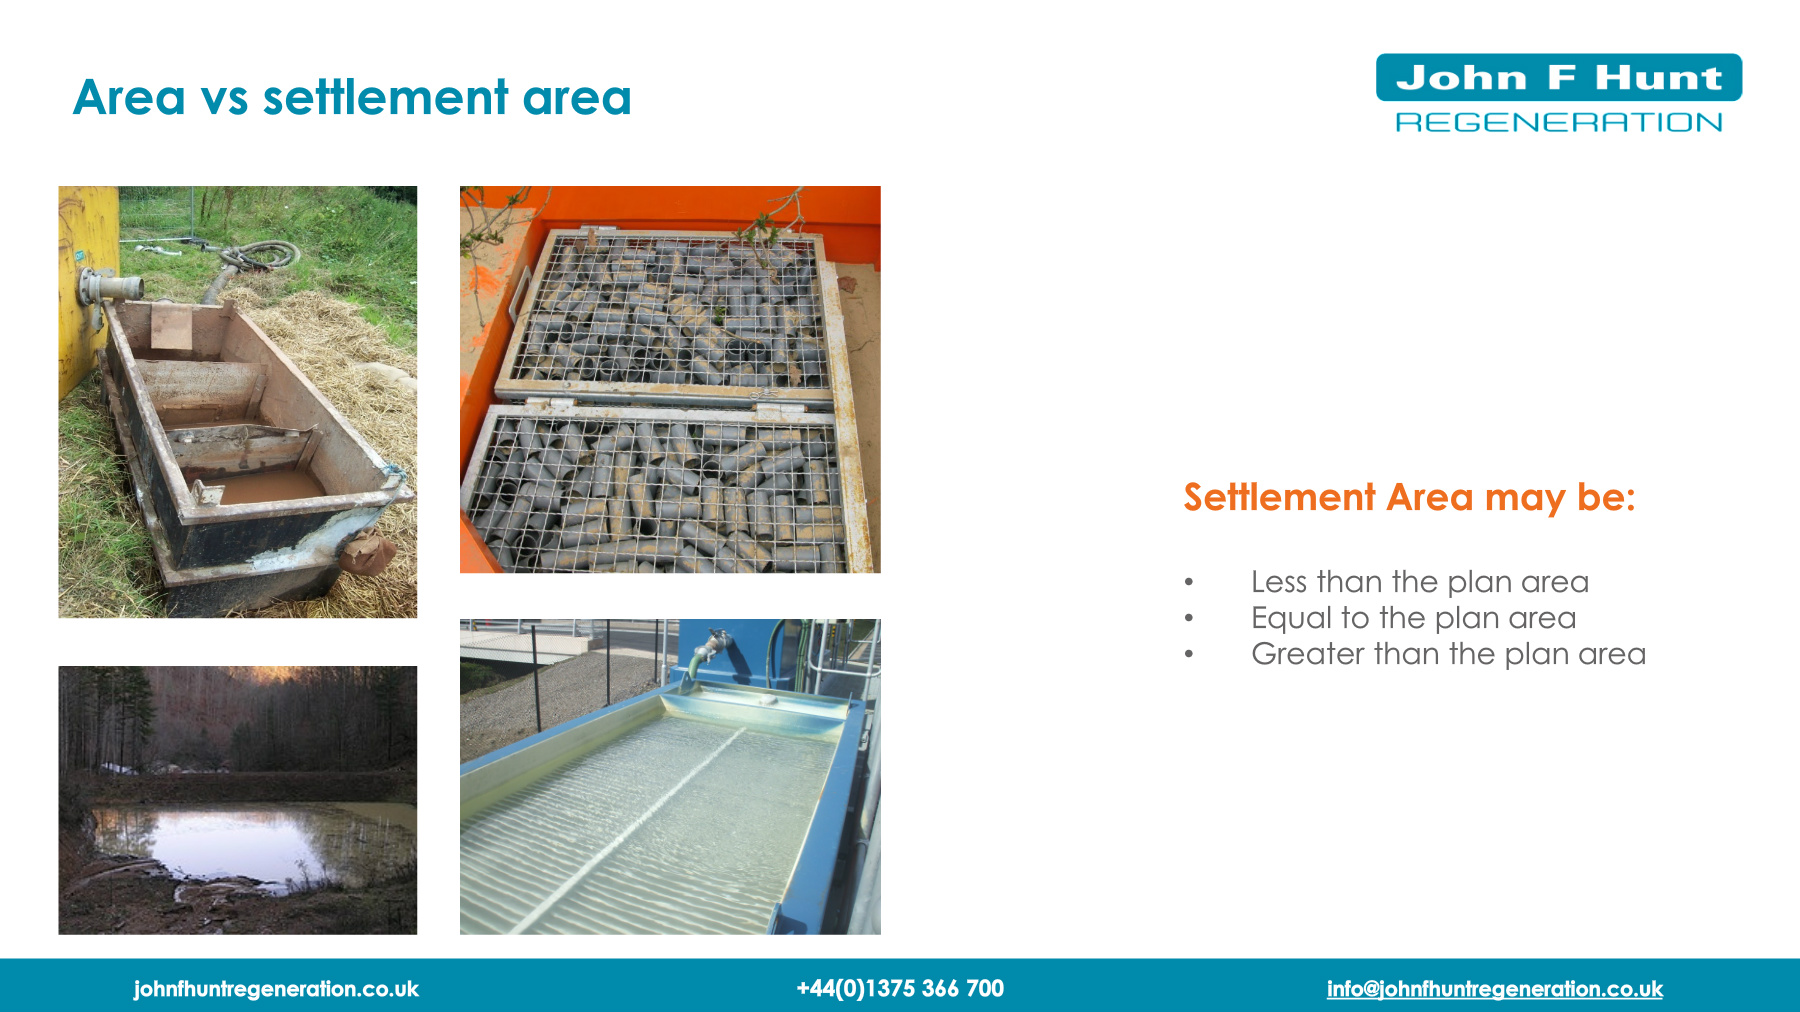 Area vs settlement area
John F Hunt
REGENERATION
Settlement Area may be:
• Less than the plan area
• Equal to the plan area
• Greater than the plan area
johnfhuntregeneration.co.uk
+44(0)1375 366 700
info@johnfhuntregeneration.co.uk